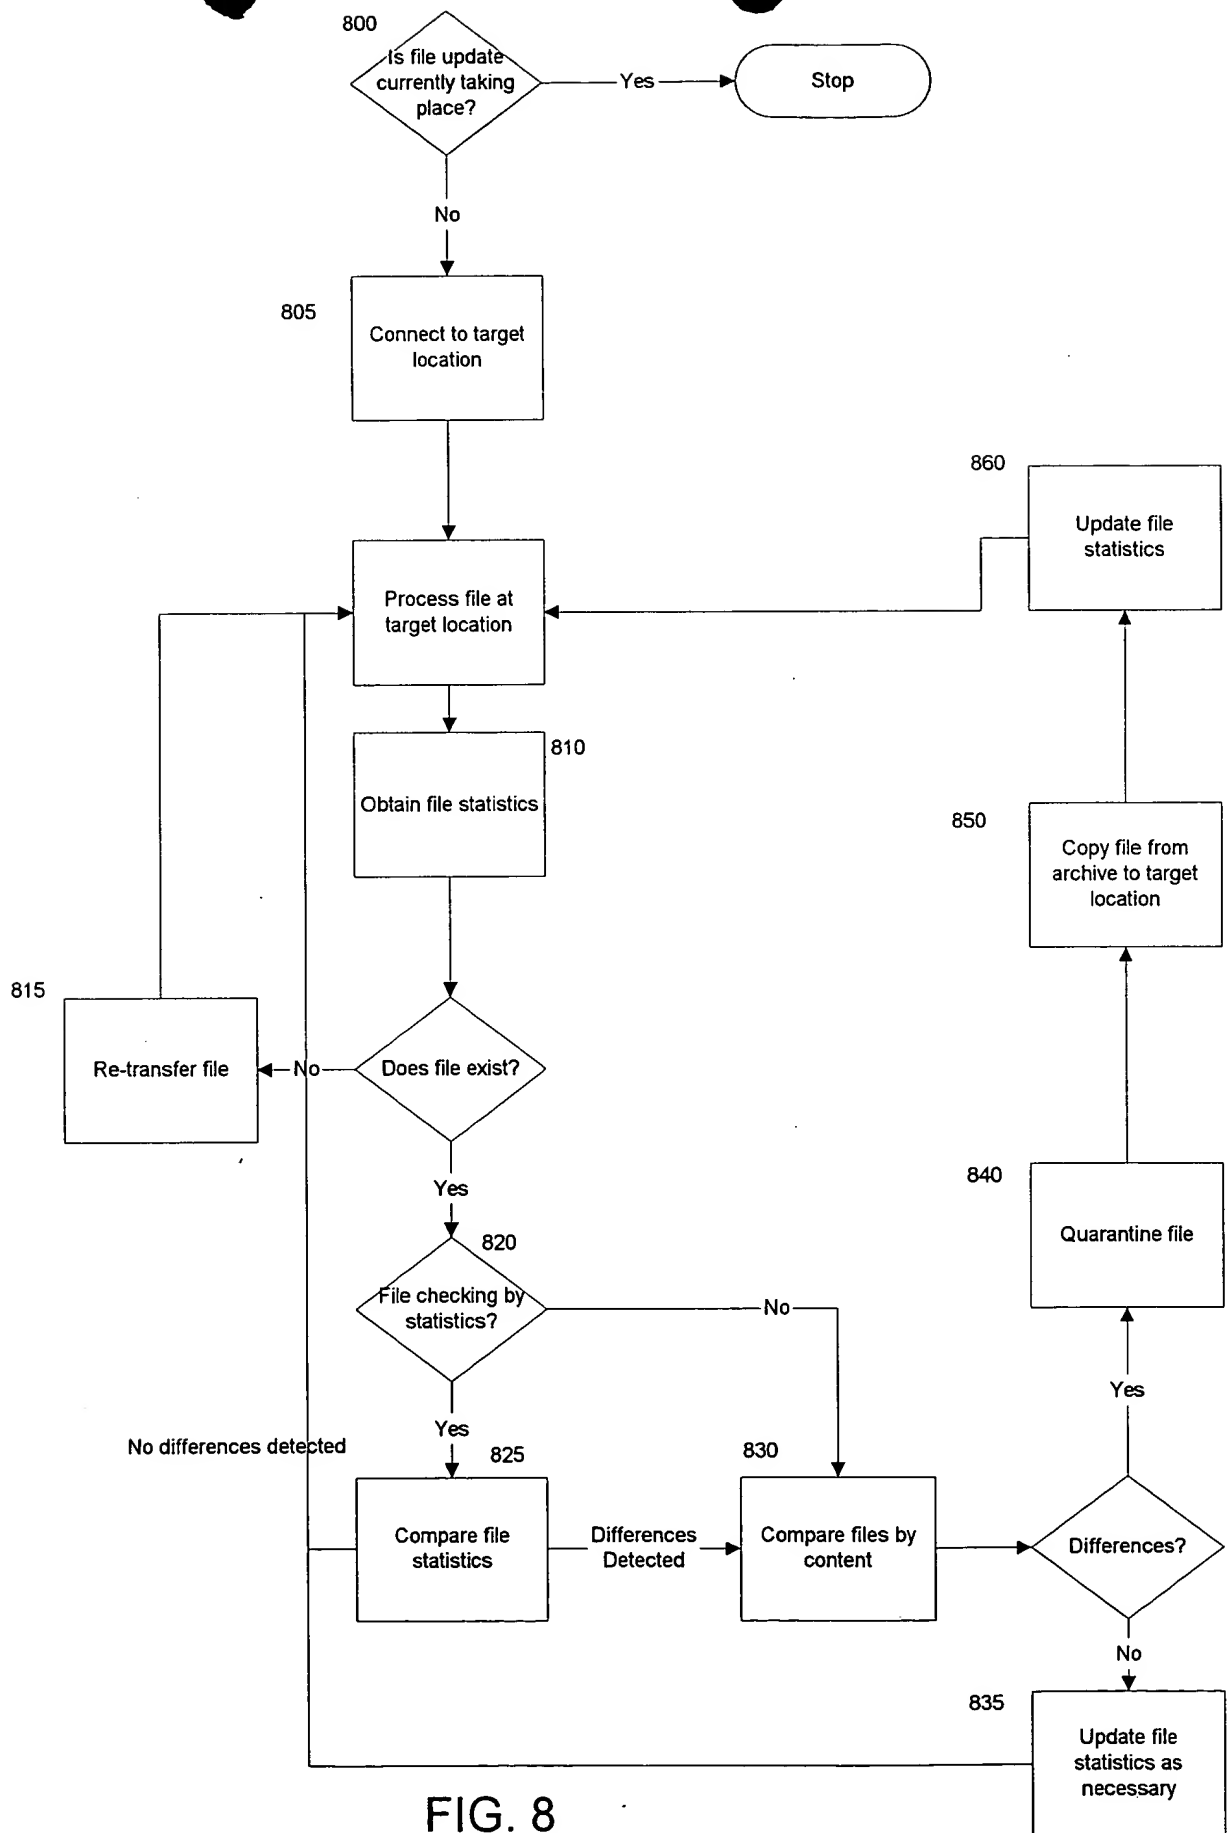 800
Is file update
currently taking
place?
Yes
Stop
No
805
Connect to target
location
860
Update file
statistics
Process file at
target location
810
Obtain file statistics
850
Copy file from
archive to target
location
815
Re-transfer file
No
Does file exist?
840
Quarantine file
Yes
820
File checking by
statistics?
No
Yes
Yes
No differences detected
825
830
Compare file
statistics
Differences
Detected
Compare files by
content
Differences?
No
835
Update file
statistics as
necessary
FIG. 8